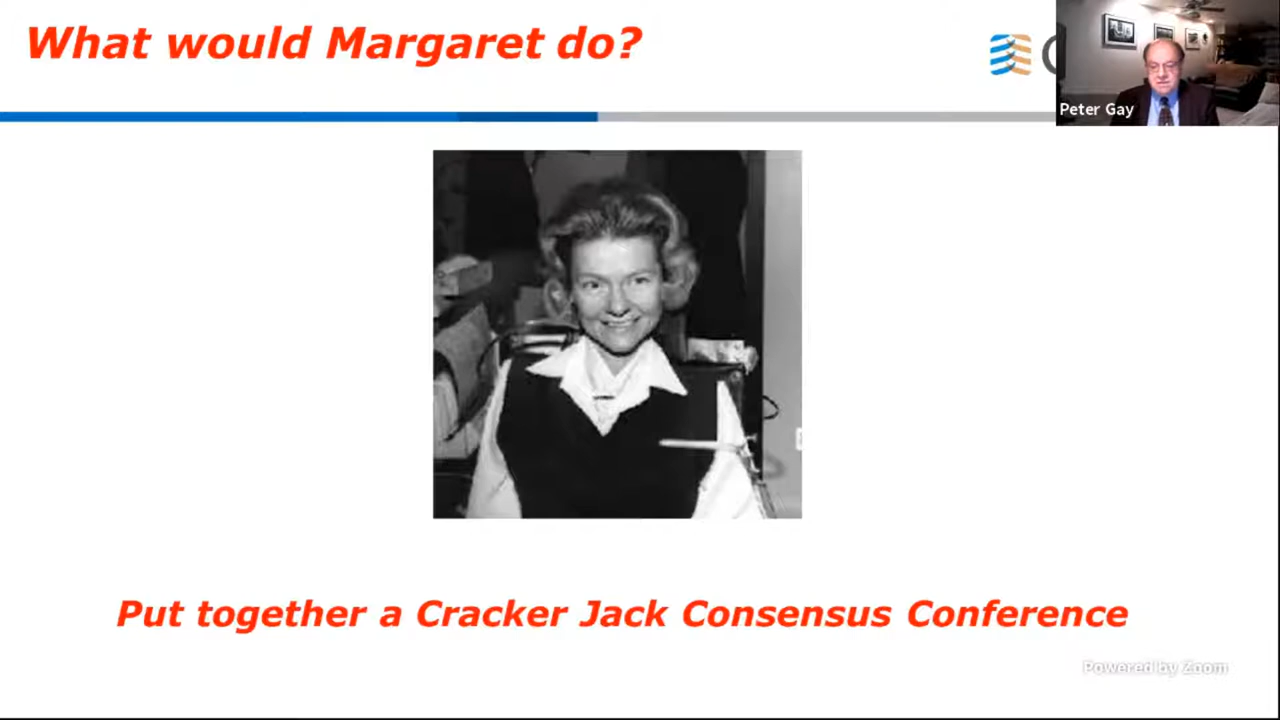 What would Margaret do?
Peter Gay
Put together a Cracker Jack Consensus Conference
Powered by Zoom